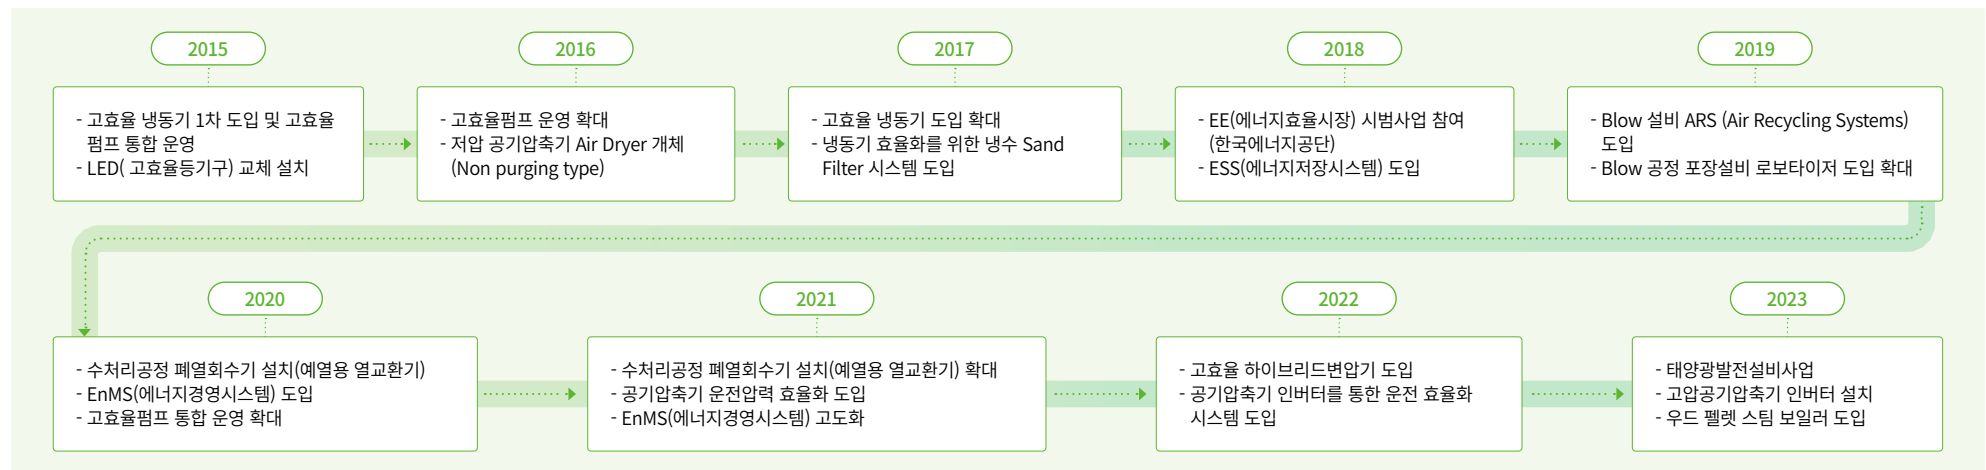 2015
- 고효율 냉동기 1차 도입 및 고효율
펌프 통합 운영
- LED( 고효율등기구) 교체 설치
2016
- 고효율펌프 운영 확대
- 저압 공기압축기 Air Dryer 개체
(Non purging type)
2017
- 고효율 냉동기 도입 확대
- 냉동기 효율화를 위한 냉수 Sand
Filter 시스템 도입
2018
- EE(에너지효율시장) 시범사업 참여
(한국에너지공단)
- ESS(에너지저장시스템) 도입
2019
- Blow 설비 ARS (Air Recycling Systems)
도입
- Blow 공정 포장설비 로보타이저 도입 확대
2020
- 수처리공정 폐열회수기 설치(예열용 열교환기)
- EnMS(에너지경영시스템) 도입
- 고효율펌프 통합 운영 확대
2021
- 수처리공정 폐열회수기 설치(예열용 열교환기) 확대
- 공기압축기 운전압력 효율화 도입
- EnMS(에너지경영시스템) 고도화
2022
- 고효율 하이브리드변압기 도입
- 공기압축기 인버터를 통한 운전 효율화
시스템 도입
2023
- 태양광발전설비사업
- 고압공기압축기 인버터 설치
- 우드 펠렛 스팀 보일러 도입